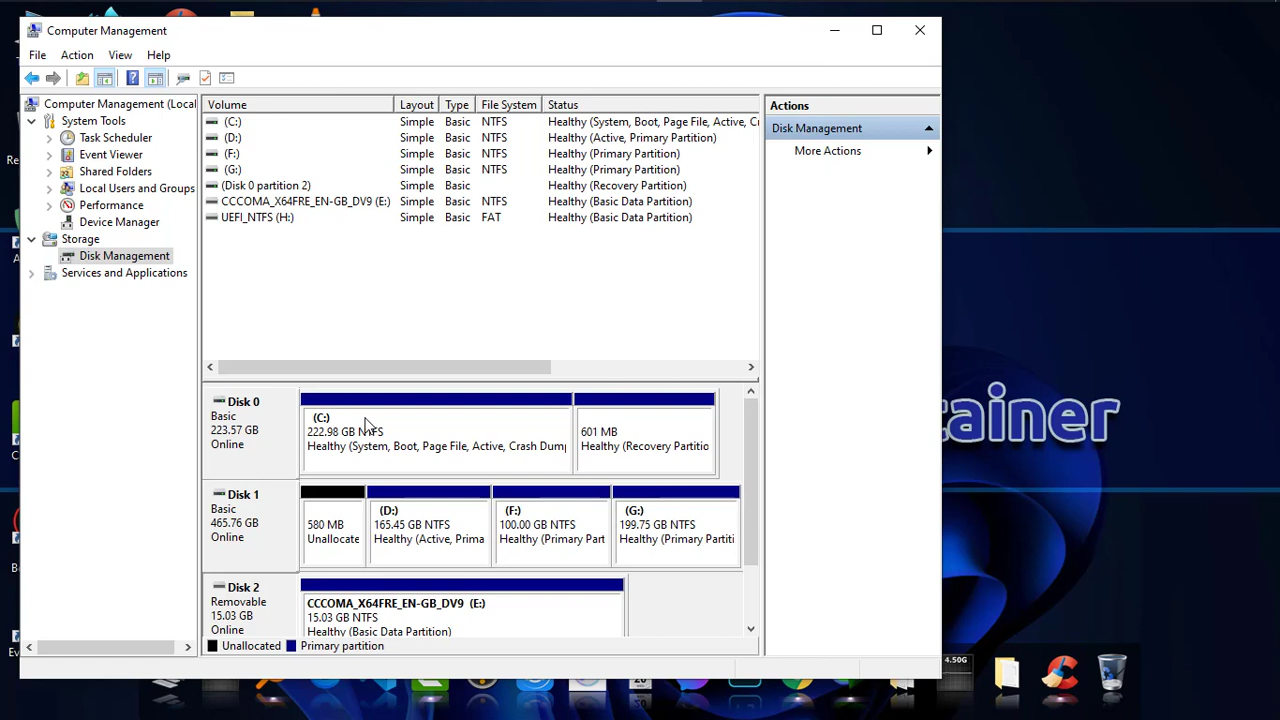 Computer Management
File Action View Help
Computer Management (Local
System Tools
Task Scheduler
Event Viewer
Shared Folders
Local Users and Groups
Performance
Device Manager
Storage
Disk Management
Services and Applications
Volume Layout Type File System Status
(C:) Simple Basic NTFS Healthy (System, Boot, Page File, Active, Cr
(D:) Simple Basic NTFS Healthy (Active, Primary Partition)
(F:) Simple Basic NTFS Healthy (Primary Partition)
(G:) Simple Basic NTFS Healthy (Primary Partition)
(Disk 0 partition 2) Simple Basic Healthy (Recovery Partition)
CCCOMA_X64FRE_EN-GB_DV9 (E:) Simple Basic NTFS Healthy (Basic Data Partition)
UEFI_NTFS (H:) Simple Basic FAT Healthy (Basic Data Partition)
Disk 0
Basic
223.57 GB
Online
(C:)
222.98 GB NTFS
Healthy (System, Boot, Page File, Active, Crash Dump
601 MB
Healthy (Recovery Partitio
Disk 1
Basic
465.76 GB
Online
580 MB
Unallocate
(D:)
165.45 GB NTFS
Healthy (Active, Prima
(F:)
100.00 GB NTFS
Healthy (Primary Part
(G:)
199.75 GB NTFS
Healthy (Primary Partiti
Disk 2
Removable
15.03 GB
Online
CCCOMA_X64FRE_EN-GB_DV9 (E:)
15.03 GB NTFS
Healthy (Basic Data Partition)
Unallocated Primary partition
Actions
Disk Management
More Actions
tainer
4.50G